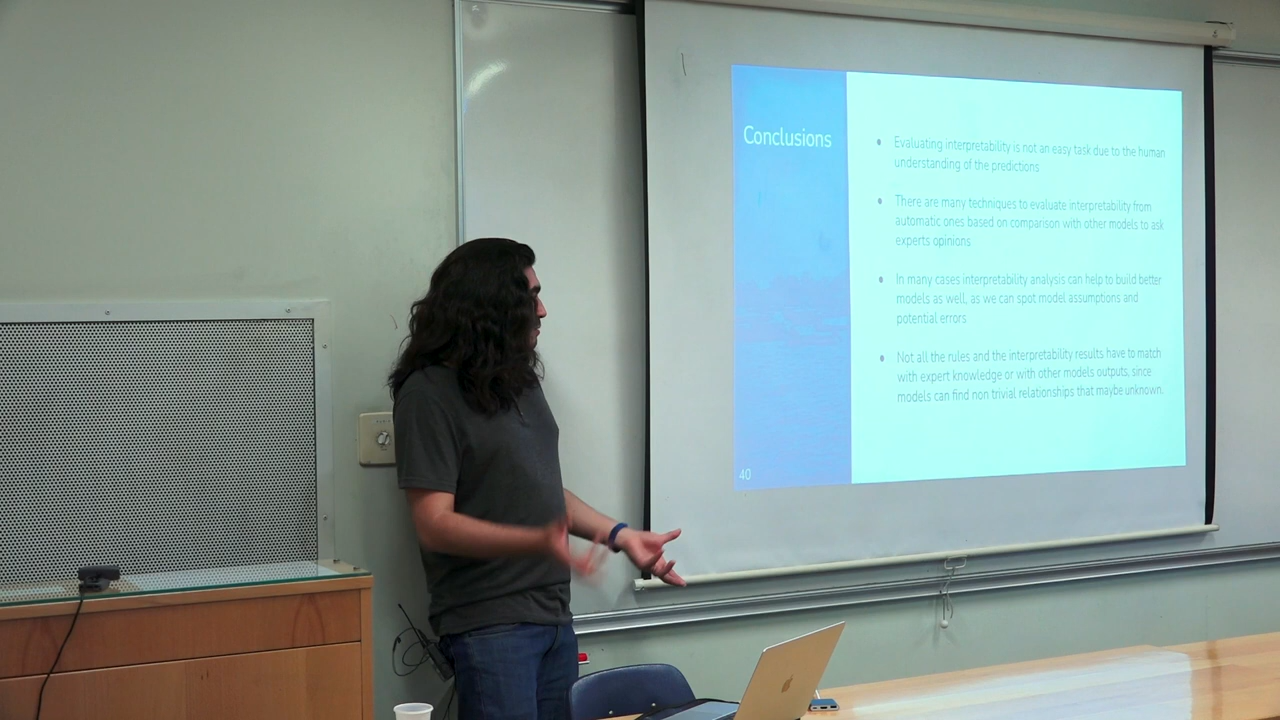 Conclusions
Evaluating interpretability is not an easy task due to the human
understanding of the predictions
There are many techniques to evaluate interpretability from
automatic ones based on comparison with other models to ask
experts opinions
In many cases interpretability analysis can help to build better
models as well, as we can spot model assumptions and
potential errors
Not all the rules and the interpretability results have to match
with expert knowledge or with other models outputs, since
models can find non trivial relationships that maybe unknown.
40